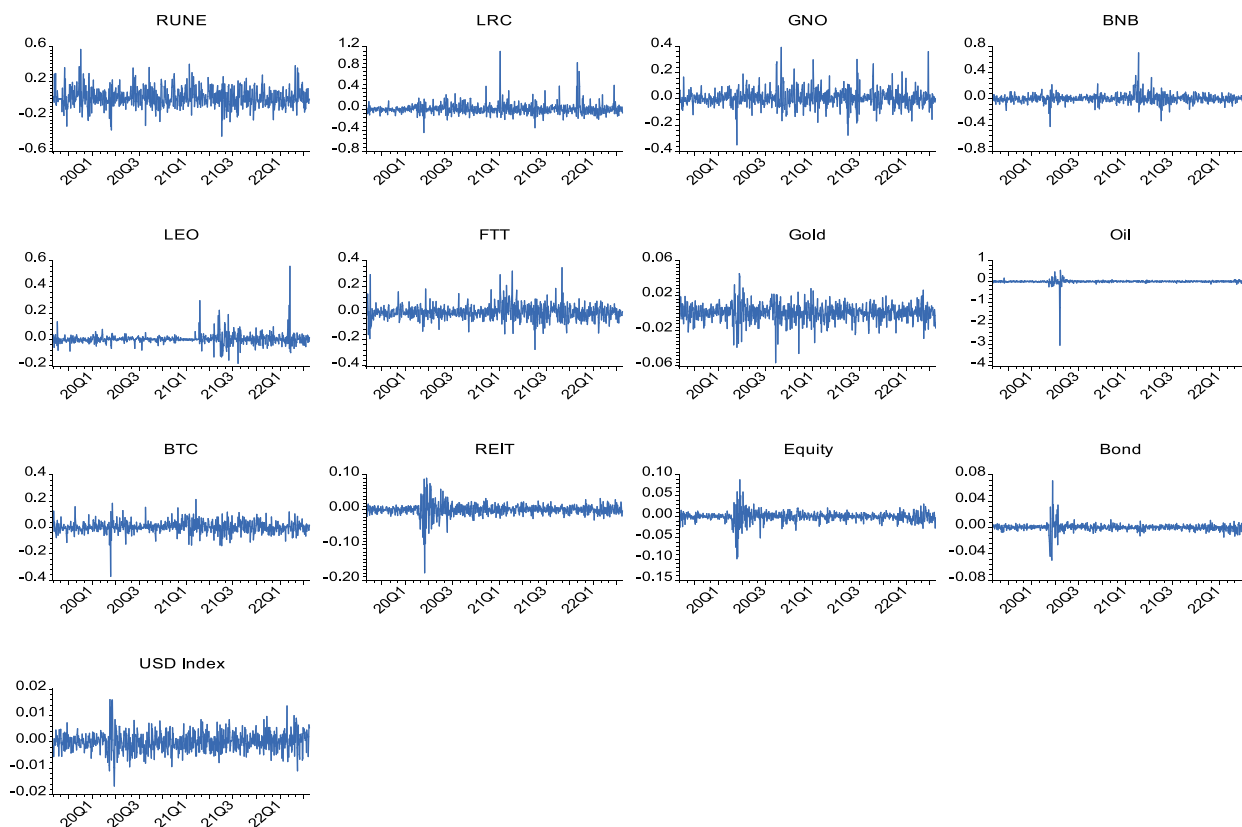 RUNE
0.6
0.2
-0.2
-0.6
20Q1
20Q3
21Q1
21Q3
22Q1
LRC
1.2
0.8
0.4
0.0
-0.4
-0.8
20Q1
20Q3
21Q1
21Q3
22Q1
GNO
0.4
0.2
0.0
-0.2
-0.4
20Q1
20Q3
21Q1
21Q3
22Q1
BNB
0.8
0.4
0.0
-0.4
-0.8
20Q1
20Q3
21Q1
21Q3
22Q1
LEO
0.6
0.4
0.2
0.0
-0.2
20Q1
20Q3
21Q1
21Q3
22Q1
FTT
0.4
0.2
0.0
-0.2
-0.4
20Q1
20Q3
21Q1
21Q3
22Q1
Gold
0.06
0.02
-0.02
-0.06
20Q1
20Q3
21Q1
21Q3
22Q1
Oil
1
0
-1
-2
-3
-4
20Q1
20Q3
21Q1
21Q3
22Q1
BTC
0.4
0.2
0.0
-0.2
-0.4
20Q1
20Q3
21Q1
21Q3
22Q1
REIT
0.10
0.00
-0.10
-0.20
20Q1
20Q3
21Q1
21Q3
22Q1
Equity
0.10
0.05
0.00
-0.05
-0.10
-0.15
20Q1
20Q3
21Q1
21Q3
22Q1
Bond
0.08
0.04
0.00
-0.04
-0.08
20Q1
20Q3
21Q1
21Q3
22Q1
USD Index
0.02
0.01
0.00
-0.01
-0.02
20Q1
20Q3
21Q1
21Q3
22Q1